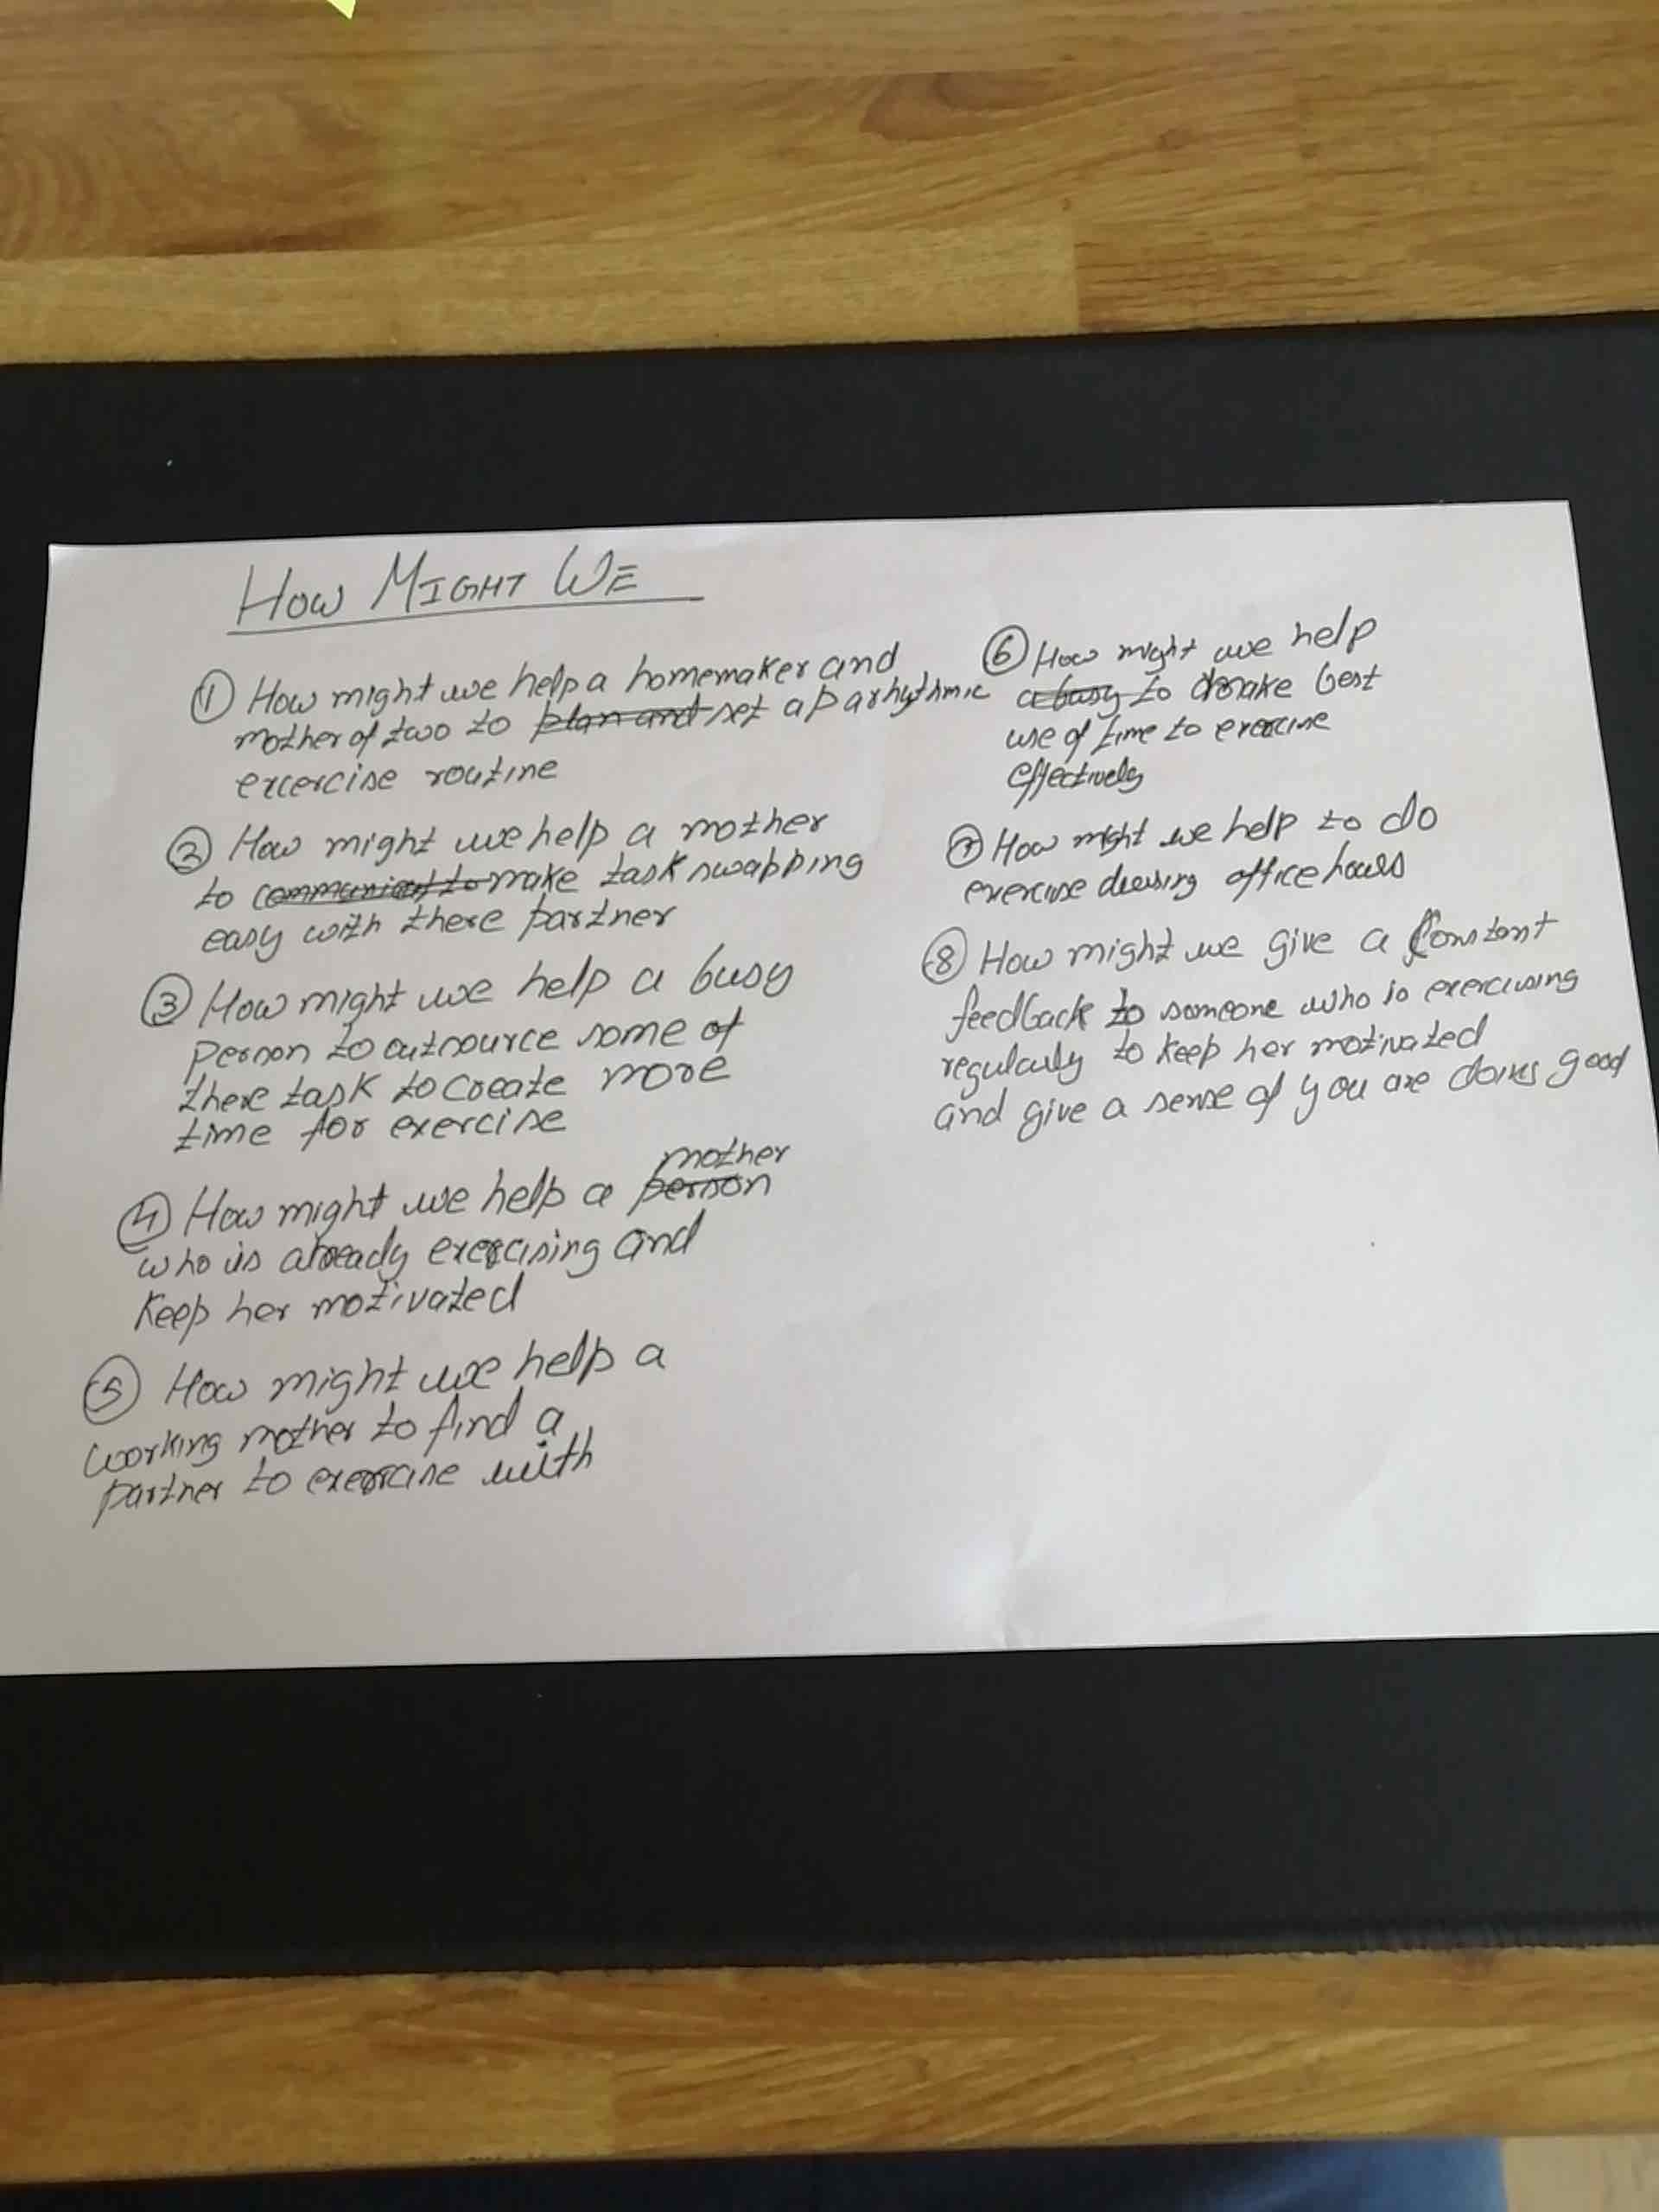 HOW MIGHT WE
① How might we help a homemaker and
mother of two to plan and set a parhythmic
excercise routine
② How might we help a mother
to communicat to make task swapping
easy with there partner
③ How might we help a busy
person to outsource some of
there task to create more
time for exercise
mother
④ How might we help a person
who is already exercising and
keep her motivated
⑤ How might we help a
working mother to find a
partner to exercise with
⑥ How might we help
a busy to make best
use of time to exercise
effectively
⑦ How might we help to do
exercise during office hours
⑧ How might we give a constant
feedback to someone who is exercising
regularly to keep her motivated
and give a sense of you are doing good